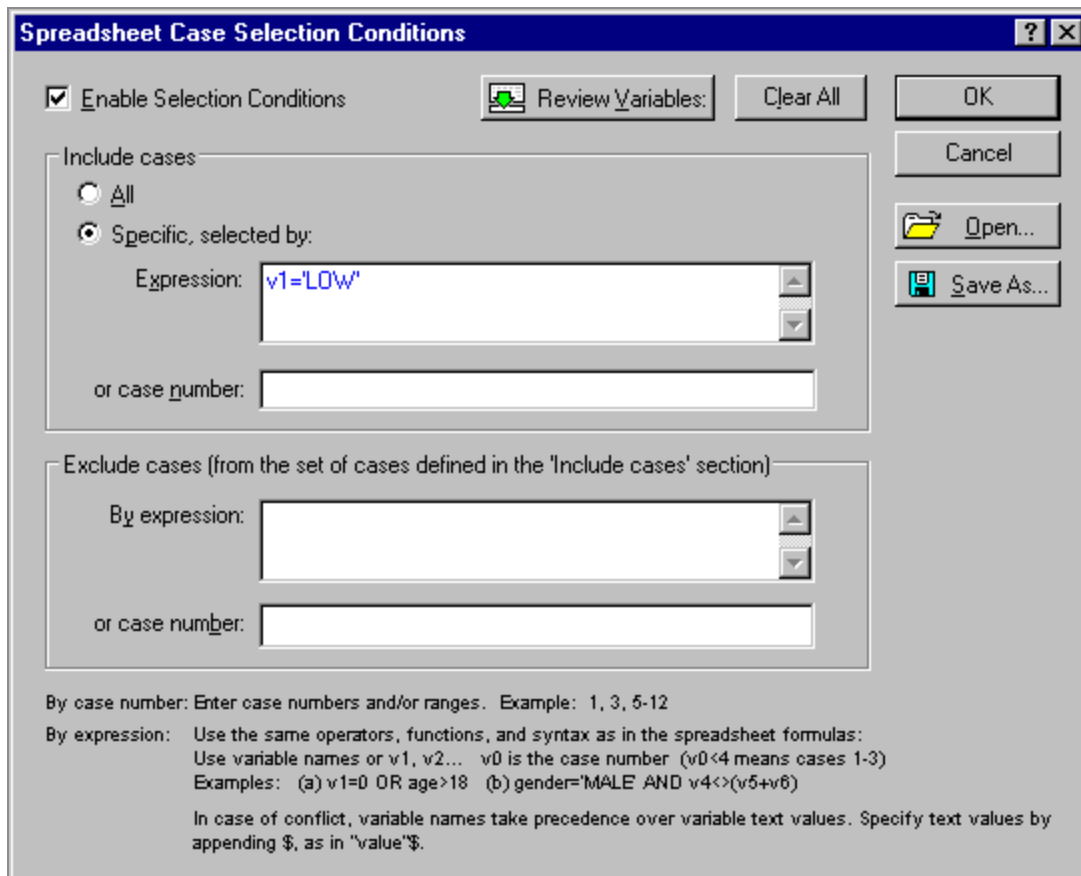 Spreadsheet Case Selection Conditions
Enable Selection Conditions
Review Variables:
Clear All
OK
Cancel
Open...
Save As...
Include cases
All
Specific, selected by:
Expression:
v1='LOW'
or case number:
Exclude cases (from the set of cases defined in the 'Include cases' section)
By expression:
or case number:
By case number: Enter case numbers and/or ranges. Example: 1, 3, 5-12
By expression: Use the same operators, functions, and syntax as in the spreadsheet formulas:
Use variable names or v1, v2... v0 is the case number (v0<4 means cases 1-3)
Examples: (a) v1=0 OR age>18 (b) gender='MALE' AND v4<>(v5+v6)
In case of conflict, variable names take precedence over variable text values. Specify text values by
appending $, as in "value"$.